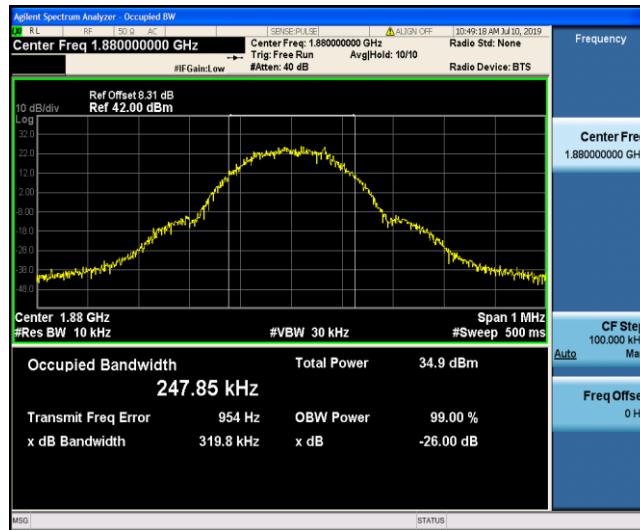 Agilent Spectrum Analyzer - Occupied BW
RL RF 50 Ω AC SENSE:PULSE ALIGN OFF 10:49:18 AM Jul 10, 2019
Center Freq 1.880000000 GHz
Center Freq: 1.880000000 GHz
Radio Std: None
Trig: Free Run Avg|Hold: 10/10
#IFGain:Low #Atten: 40 dB Radio Device: BTS
Frequency
Ref Offset 8.31 dB
10 dB/div Ref 42.00 dBm
Log
32.0
22.0
12.0
2.00
-8.00
-18.0
-28.0
-38.0
-48.0
Center 1.88 GHz Span 1 MHz
#Res BW 10 kHz #VBW 30 kHz #Sweep 500 ms
Occupied Bandwidth Total Power 34.9 dBm
247.85 kHz
Transmit Freq Error 954 Hz OBW Power 99.00 %
x dB Bandwidth 319.8 kHz x dB -26.00 dB
Center Fre
1.880000000 GH
CF Step
100.000 kH
Auto Ma
Freq Offse
0 H
MSG STATUS